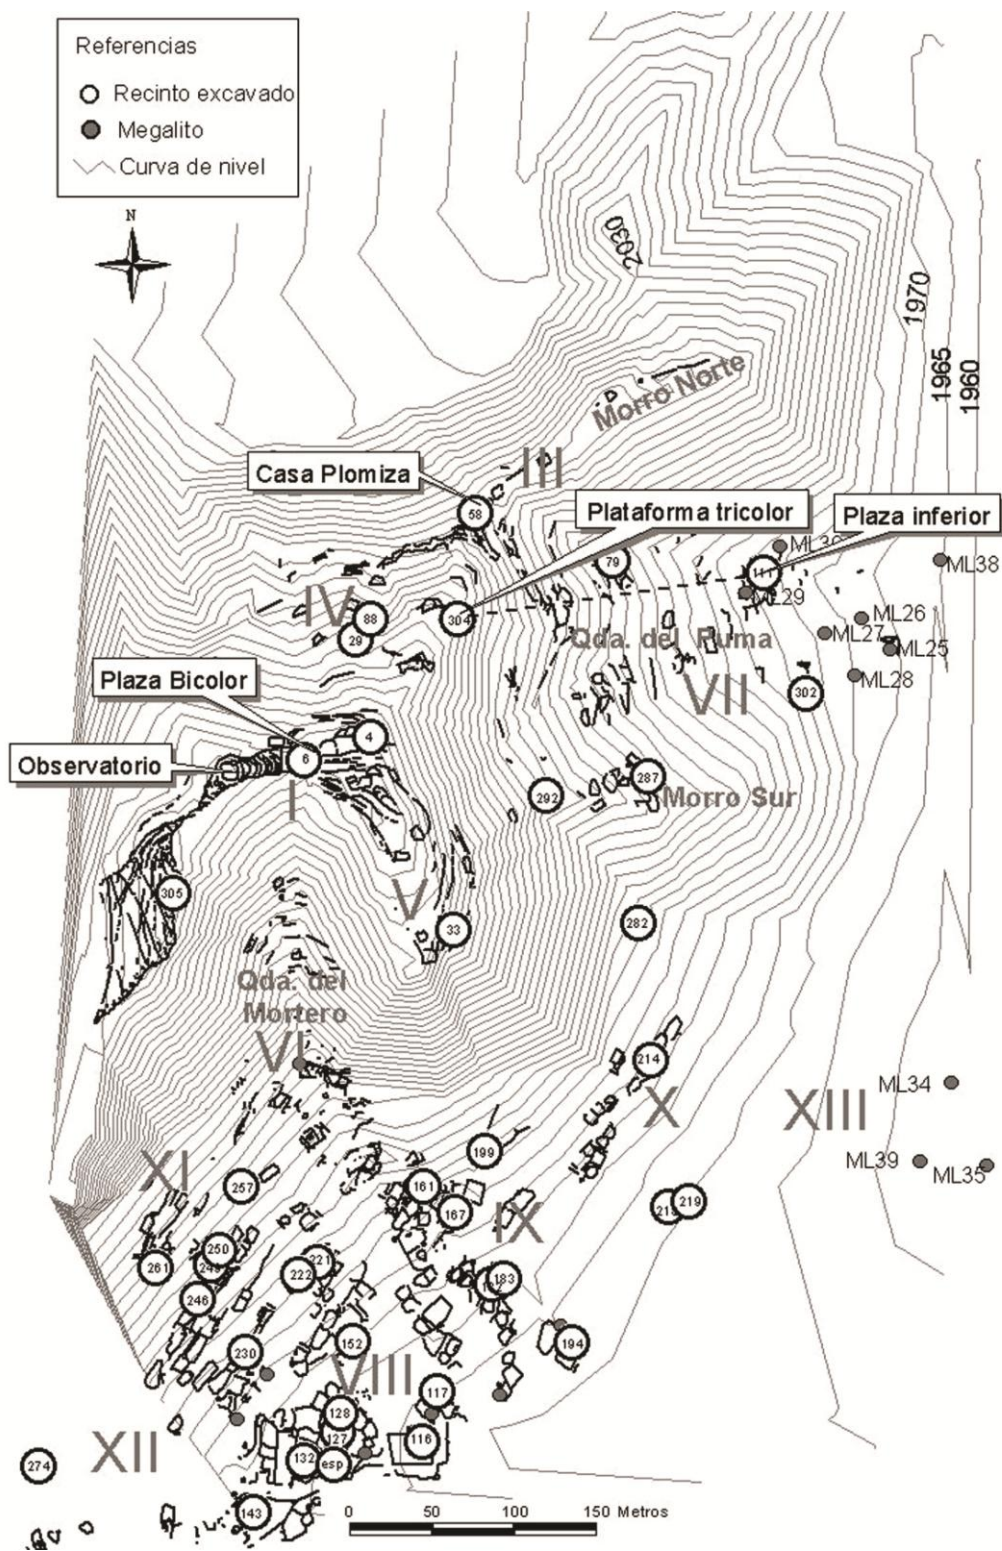 Referencias
Recinto excavado
Megalito
Curva de nivel
N
2030
1970
1965
1960
Morro Norte
III
Casa Plomiza
58
Plataforma tricolor
Plaza inferior
79
111
ML29
ML38
IV
88
29
304
ML26
ML27
ML25
ML28
Qda. del Puma
VII
302
Plaza Bicolor
4
6
Observatorio
I
287
292
Morro Sur
305
V
33
282
Qda. del
Mortero
VI
214
X
XIII
ML34
ML39
ML35
199
XI
257
161
167
IX
219
250
261
221
222
183
246
230
152
194
VIII
117
128
127
116
XII
132
esp
274
143
0 50 100 150 Metros